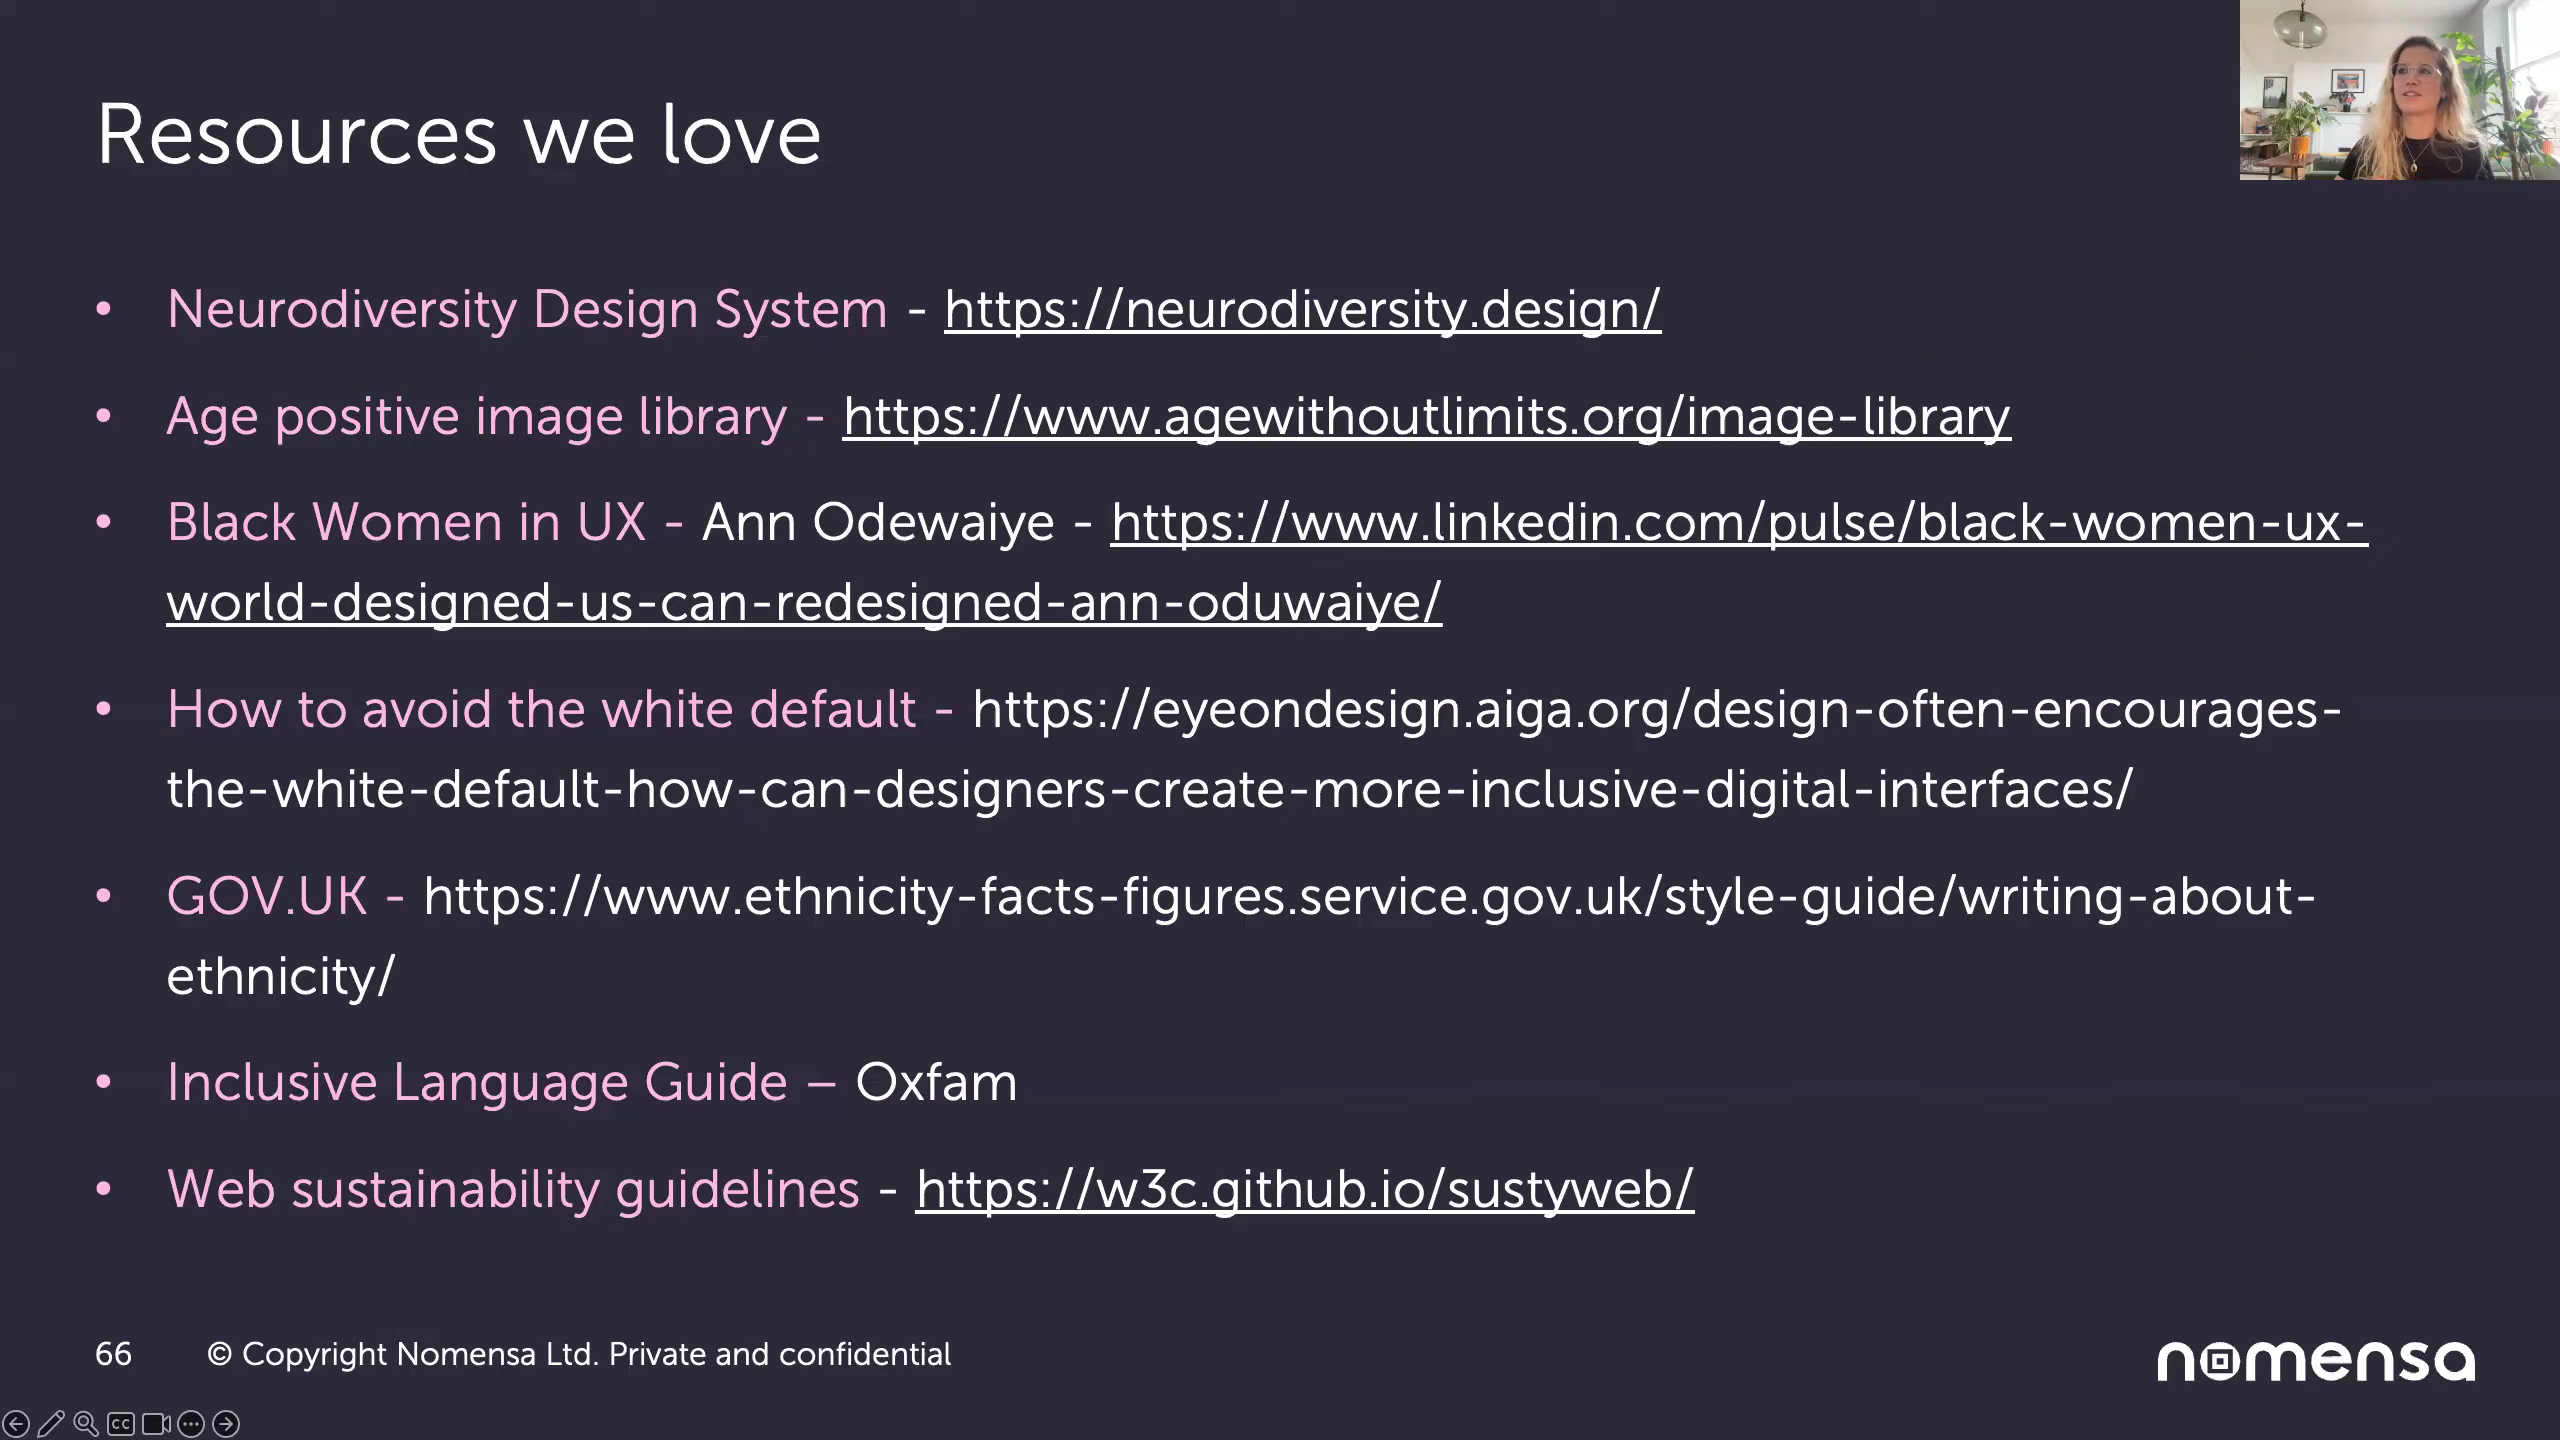 Resources we love
• Neurodiversity Design System - https://neurodiversity.design/
• Age positive image library - https://www.agewithoutlimits.org/image-library
• Black Women in UX - Ann Odewaiye - https://www.linkedin.com/pulse/black-women-ux-
world-designed-us-can-redesigned-ann-oduwaiye/
• How to avoid the white default - https://eyeondesign.aiga.org/design-often-encourages-
the-white-default-how-can-designers-create-more-inclusive-digital-interfaces/
• GOV.UK - https://www.ethnicity-facts-figures.service.gov.uk/style-guide/writing-about-
ethnicity/
• Inclusive Language Guide – Oxfam
• Web sustainability guidelines - https://w3c.github.io/sustyweb/
66 © Copyright Nomensa Ltd. Private and confidential
nomensa
CC